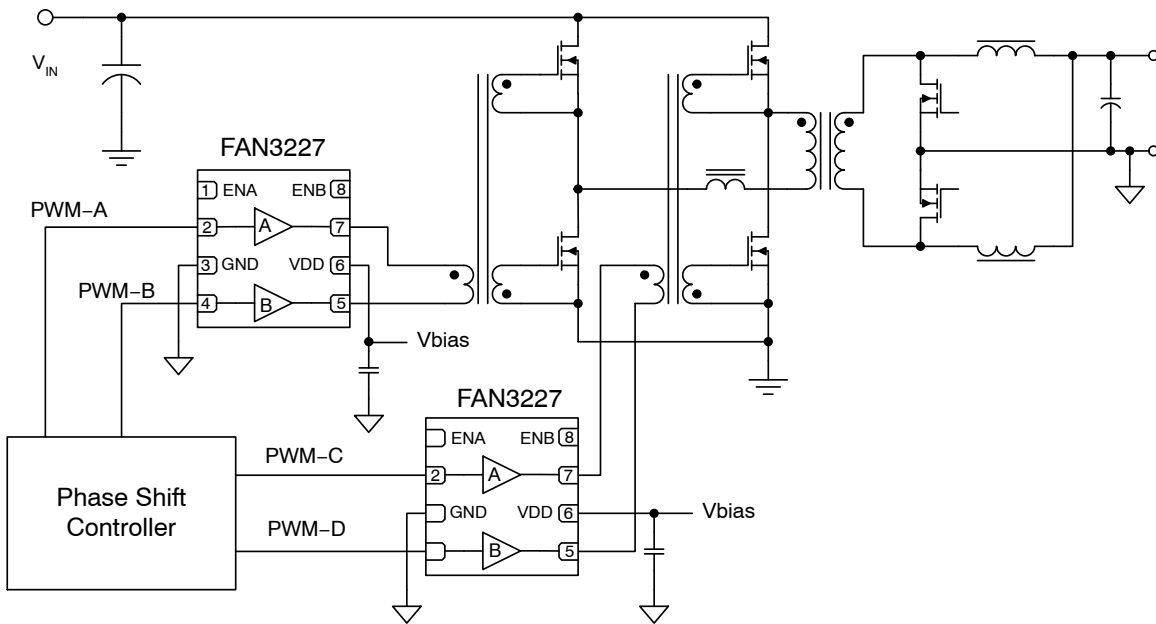 V_IN
FAN3227
1 ENA ENB 8
PWM−A
2 A 7
3 GND VDD 6
PWM−B
4 B 5
Vbias
FAN3227
ENA ENB 8
PWM−C
2 A 7
Phase Shift
Controller
GND VDD 6
Vbias
PWM−D
B 5